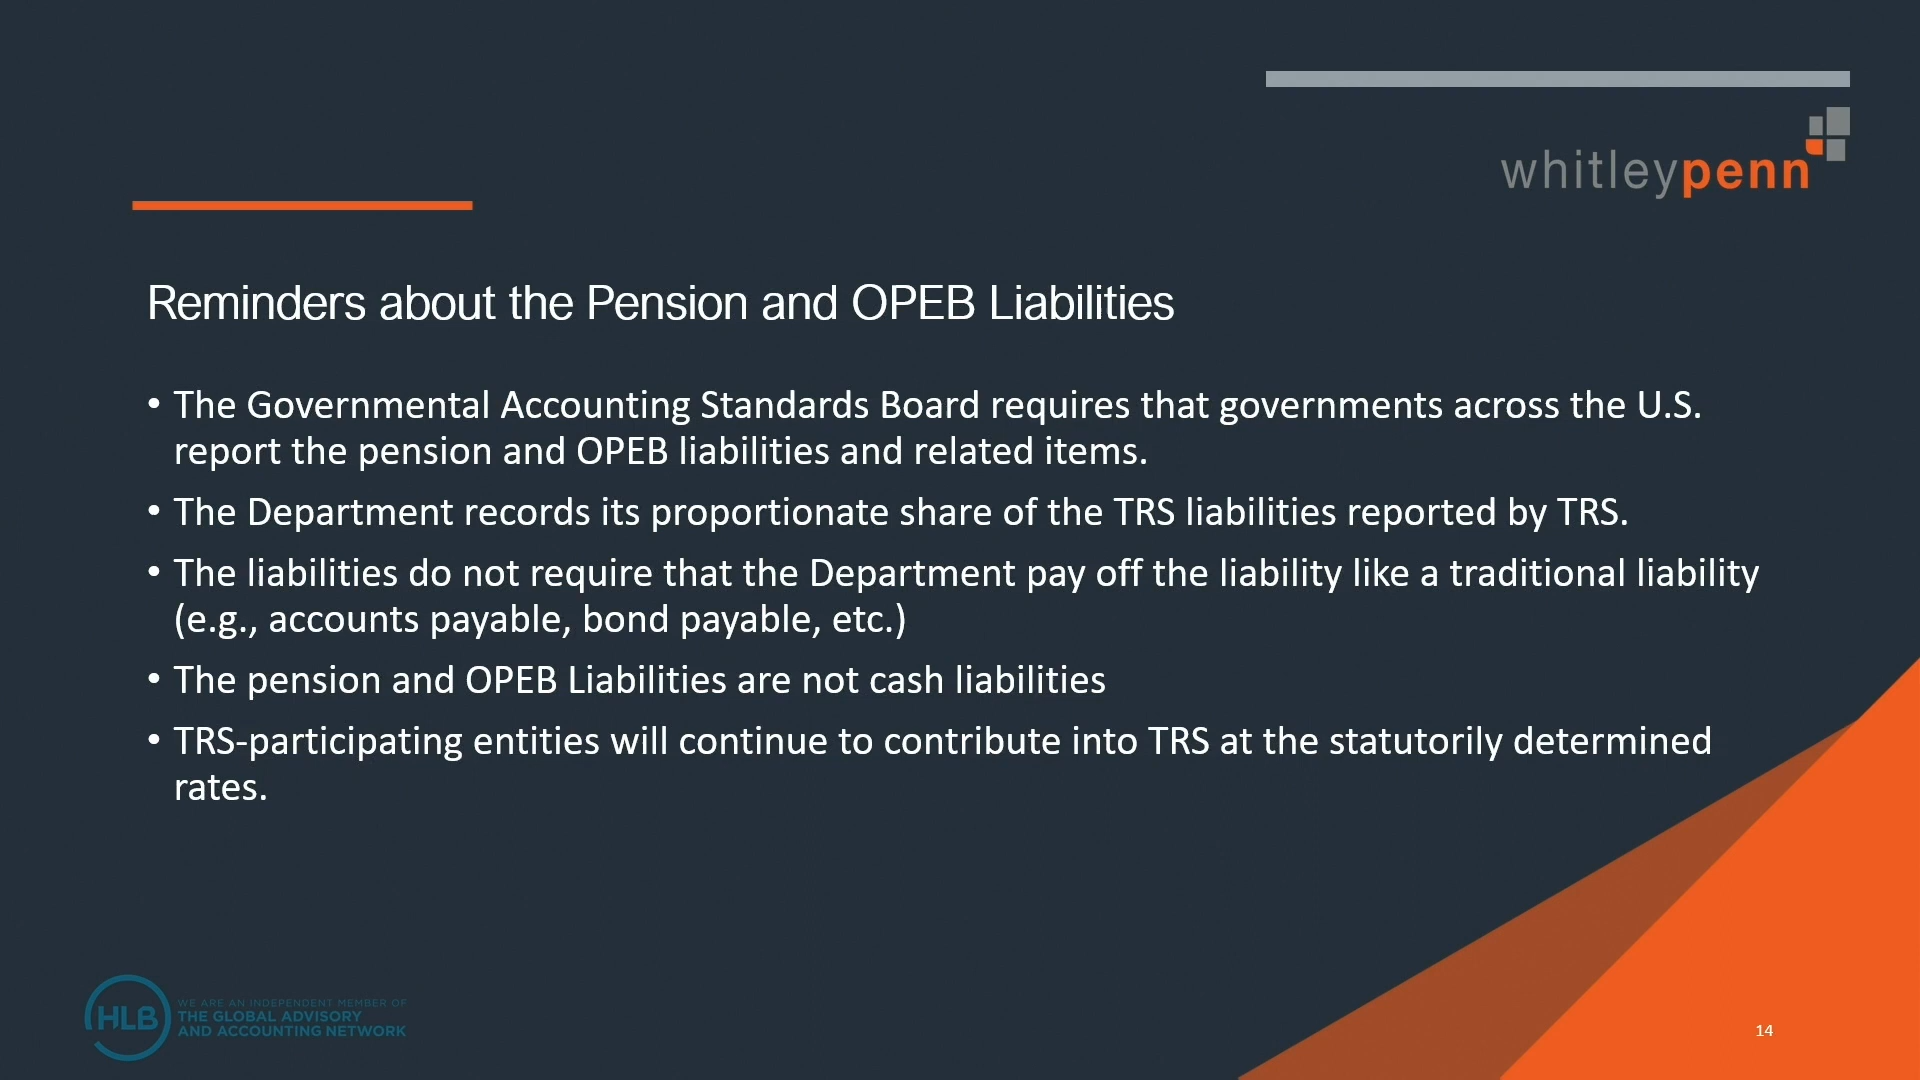 whitleypenn
Reminders about the Pension and OPEB Liabilities
• The Governmental Accounting Standards Board requires that governments across the U.S.
report the pension and OPEB liabilities and related items.
• The Department records its proportionate share of the TRS liabilities reported by TRS.
• The liabilities do not require that the Department pay off the liability like a traditional liability
(e.g., accounts payable, bond payable, etc.)
• The pension and OPEB Liabilities are not cash liabilities
• TRS-participating entities will continue to contribute into TRS at the statutorily determined
rates.
HLB
WE ARE AN INDEPENDENT MEMBER OF
THE GLOBAL ADVISORY
AND ACCOUNTING NETWORK
14